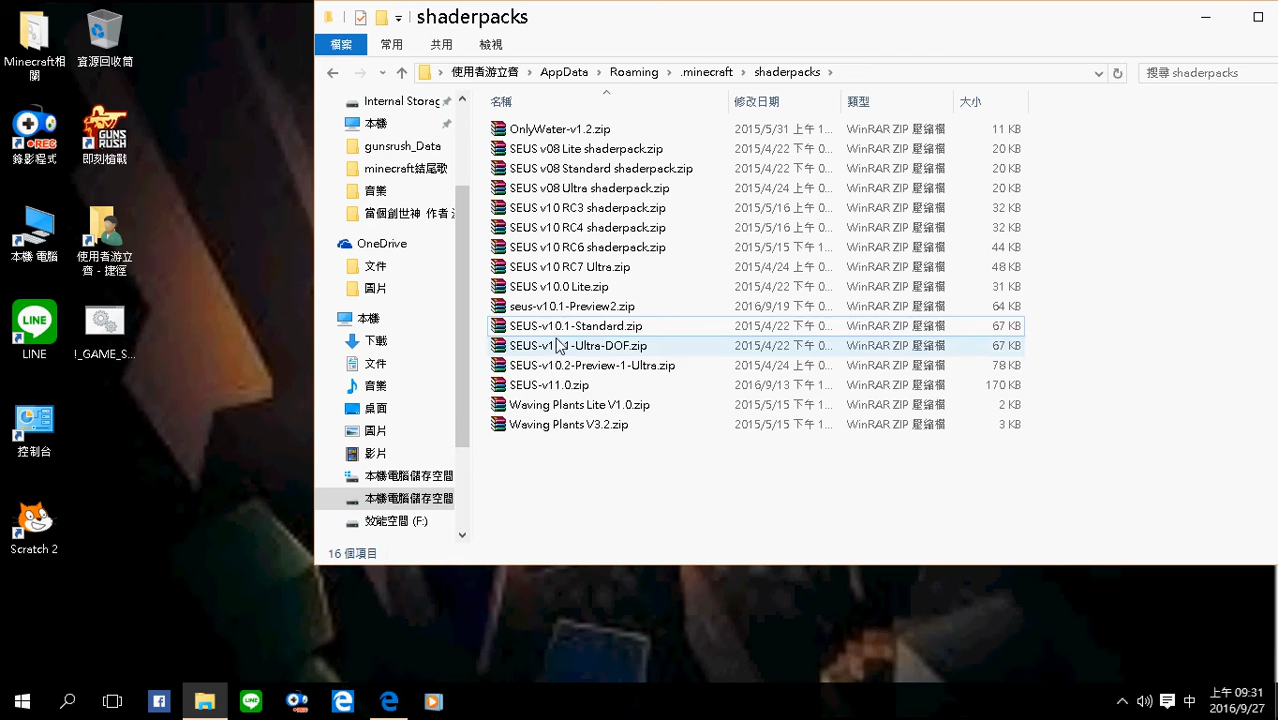 shaderpacks
檔案 常用 共用 檢視
使用者游立齊 AppData Roaming .minecraft shaderpacks
搜尋 shaderpacks
Minecraft相
關
資源回收筒
REC
錄影程式
GUNS
RUSH
即刻槍戰
本機 電腦
使用者游立
齊 - 捷徑
LINE
LINE
!_GAME_S...
控制台
Scratch 2
Internal Storag
本機
gunsrush_Data
minecraft結尾歌
音樂
當個創世神 作者
OneDrive
文件
圖片
本機
下載
文件
音樂
桌面
圖片
影片
本機電腦儲存空間
本機電腦儲存空間
效能空間 (F:)
名稱 修改日期 類型 大小
OnlyWater-v1.2.zip 2015/5/31 上午 1... WinRAR ZIP 壓縮檔 11 KB
SEUS v08 Lite shaderpack.zip 2015/4/22 下午 0... WinRAR ZIP 壓縮檔 20 KB
SEUS v08 Standard shaderpack.zip 2015/4/22 下午 0... WinRAR ZIP 壓縮檔 20 KB
SEUS v08 Ultra shaderpack.zip 2015/4/24 下午 0... WinRAR ZIP 壓縮檔 20 KB
SEUS v10 RC3 shaderpack.zip 2015/5/16 上午 0... WinRAR ZIP 壓縮檔 32 KB
SEUS v10 RC4 shaderpack.zip 2015/5/16 上午 0... WinRAR ZIP 壓縮檔 32 KB
SEUS v10 RC6 shaderpack.zip 2015/5/15 下午 1... WinRAR ZIP 壓縮檔 44 KB
SEUS v10 RC7 Ultra.zip 2015/4/24 下午 0... WinRAR ZIP 壓縮檔 48 KB
SEUS v10.0 Lite.zip 2015/4/22 下午 0... WinRAR ZIP 壓縮檔 31 KB
seus-v10.1-Preview2.zip 2016/9/19 下午 0... WinRAR ZIP 壓縮檔 64 KB
SEUS-v10.1-Standard.zip 2015/4/22 下午 0... WinRAR ZIP 壓縮檔 67 KB
SEUS-v10.1-Ultra-DOF.zip 2015/4/22 下午 0... WinRAR ZIP 壓縮檔 67 KB
SEUS-v10.2-Preview-1-Ultra.zip 2015/4/24 下午 0... WinRAR ZIP 壓縮檔 78 KB
SEUS-v11.0.zip 2016/9/13 下午 1... WinRAR ZIP 壓縮檔 170 KB
Waving Plants Lite V1.0.zip 2015/5/15 下午 1... WinRAR ZIP 壓縮檔 2 KB
Waving Plants V3.2.zip 2015/5/15 下午 1... WinRAR ZIP 壓縮檔 3 KB
16 個項目
中
上午 09:31
2016/9/27